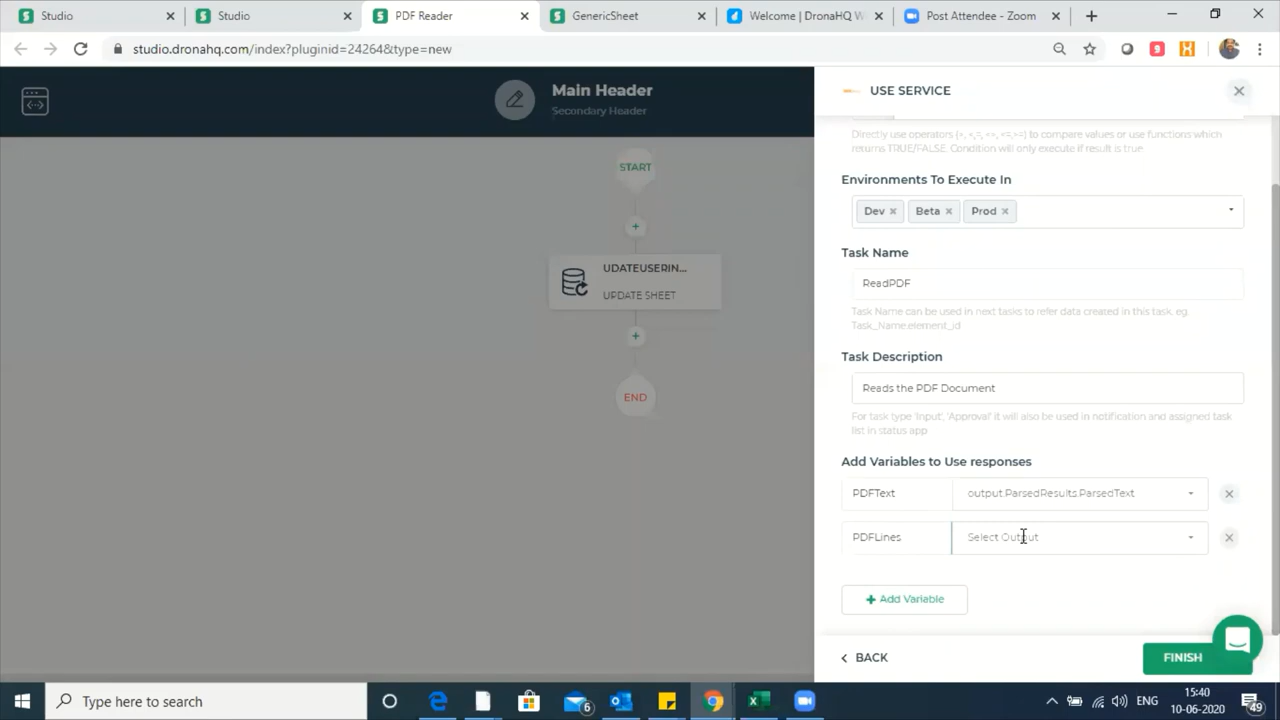 Studio
Studio
PDF Reader
GenericSheet
Welcome | DronaHQ W
Post Attendee - Zoom
studio.dronahq.com/index?pluginid=24264&type=new
9
Main Header
Secondary Header
START
UDATEUSERIN...
UPDATE SHEET
END
USE SERVICE
Directly use operators
to compare values or use functions which
returns TRUE/FALSE. Condition will only execute if result is true
Environments To Execute In
Dev
Beta
Prod
Task Name
ReadPDF
Task Name can be used in next tasks to refer data created in this task. eg.
Task_Name.element_id
Task Description
Reads the PDF Document
For task type 'Input', 'Approval' it will also be used in notification and assigned task
list in status app
Add Variables to Use responses
PDFText
output.ParsedResults.ParsedText
PDFLines
Select Output
+ Add Variable
BACK
FINISH
Type here to search
6
ENG
15:40
10-06-2020
49